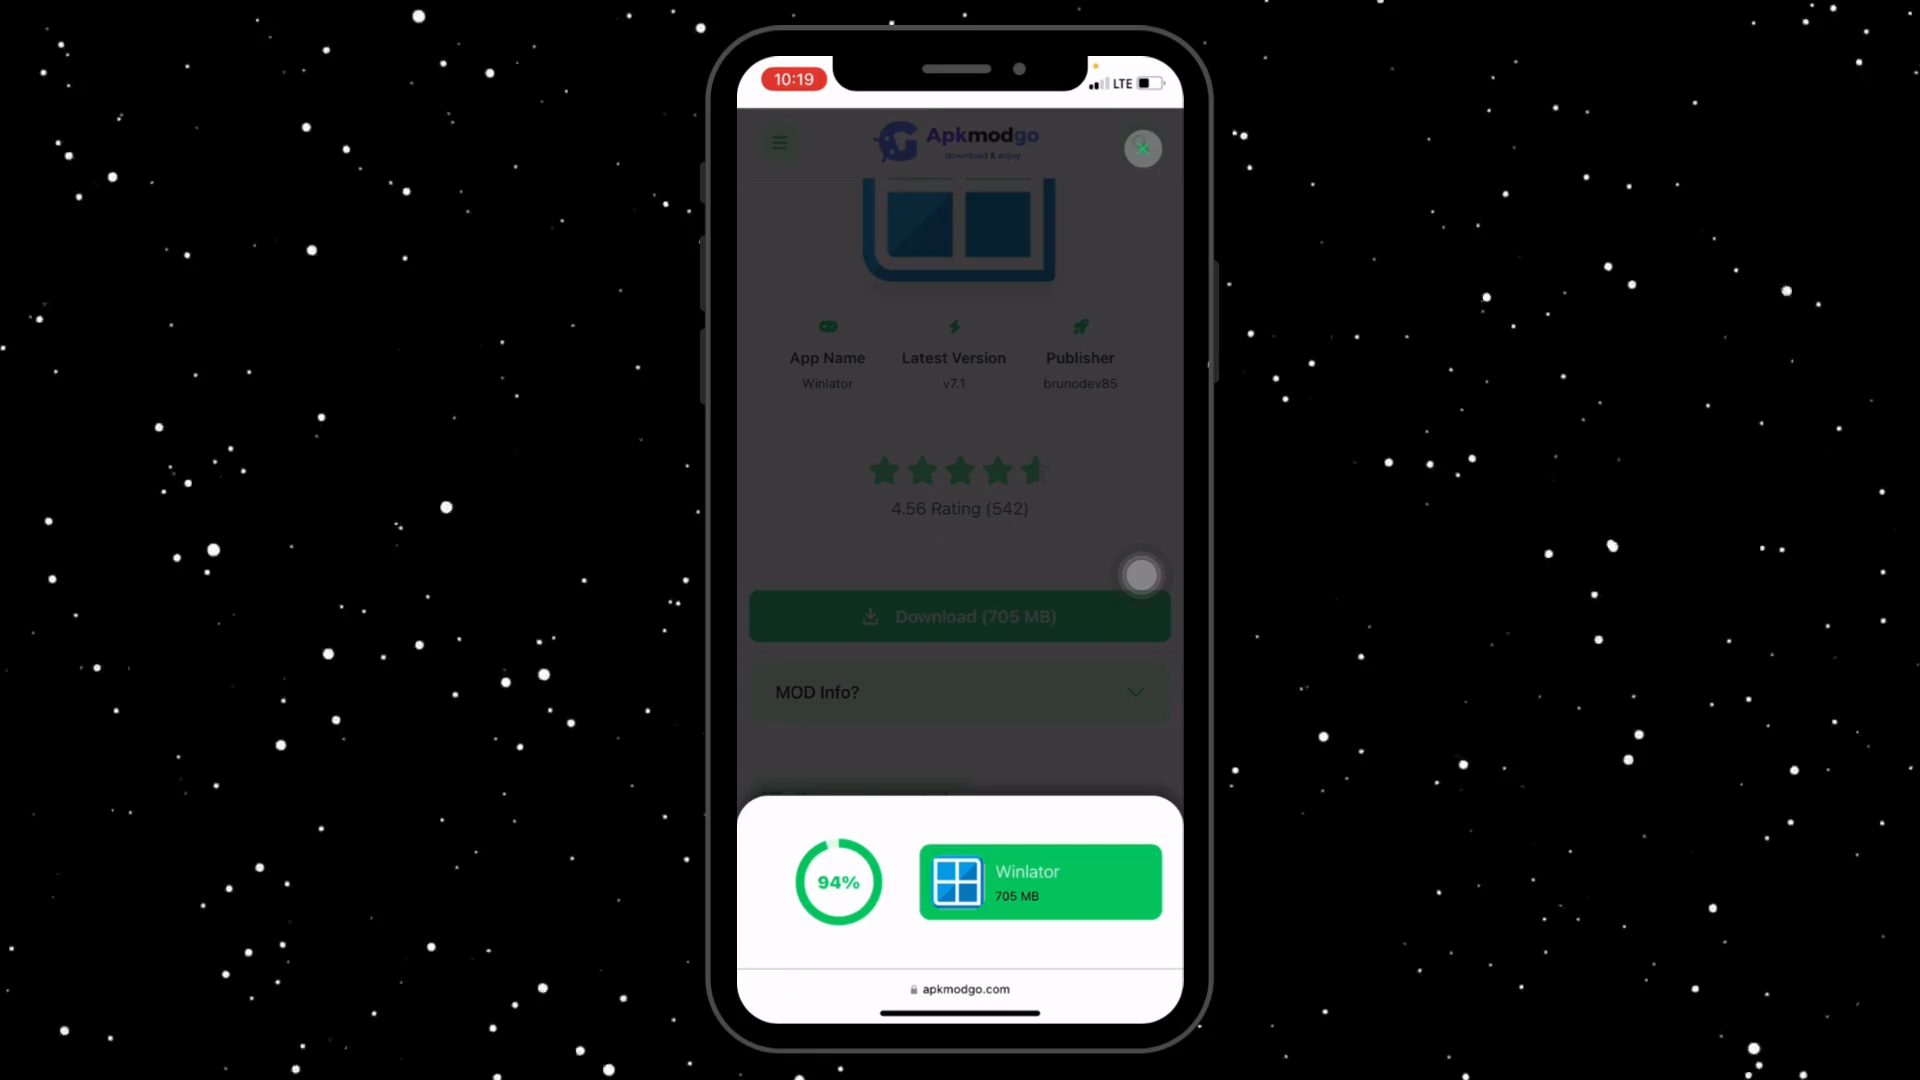 10:19
LTE
Apkmodgo
download & enjoy
App Name
Winlator
Latest Version
v7.1
Publisher
brunodev85
4.56 Rating (542)
Download (705 MB)
MOD Info?
94%
Winlator
705 MB
apkmodgo.com